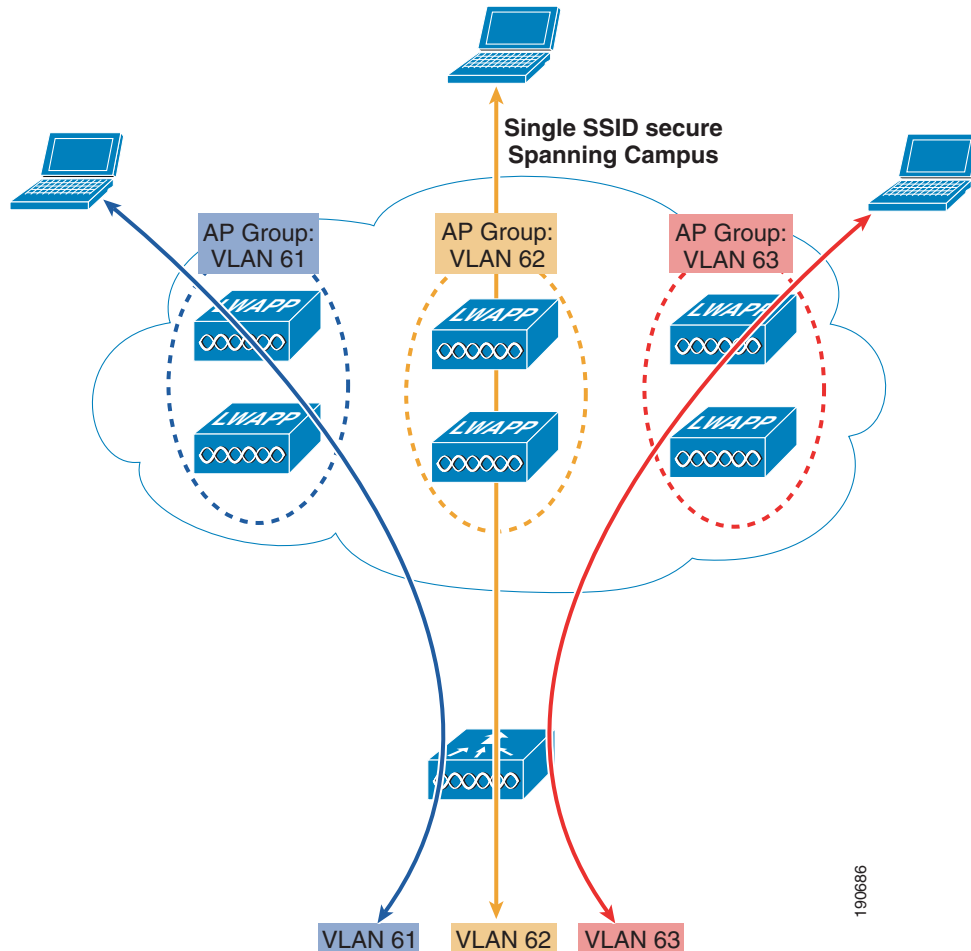 Single SSID secure
Spanning Campus
AP Group:
VLAN 61
AP Group:
VLAN 62
AP Group:
VLAN 63
LWAPP
LWAPP
LWAPP
LWAPP
LWAPP
LWAPP
VLAN 61
VLAN 62
VLAN 63
190686